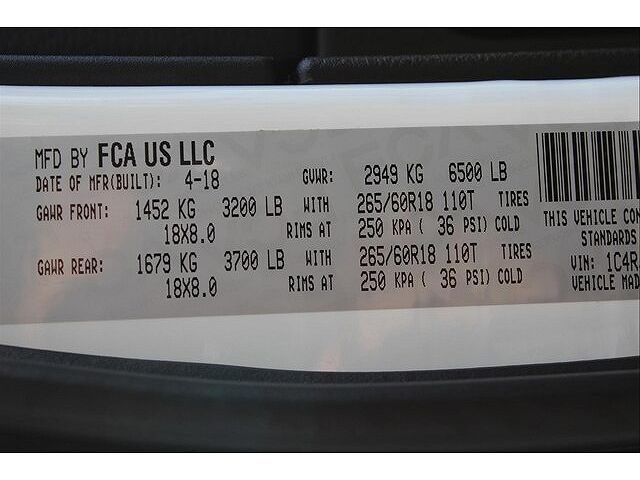 MFD BY FCA US LLC
DATE OF MFR(BUILT): 4-18 GVWR: 2949 KG 6500 LB
GAWR FRONT: 1452 KG 3200 LB WITH 265/60R18 110T TIRES
18X8.0 RIMS AT 250 KPA ( 36 PSI) COLD
GAWR REAR: 1679 KG 3700 LB WITH 265/60R18 110T TIRES
18X8.0 RIMS AT 250 KPA ( 36 PSI) COLD
THIS VEHICLE CON
STANDARDS
VIN: 1C4R
VEHICLE MAD